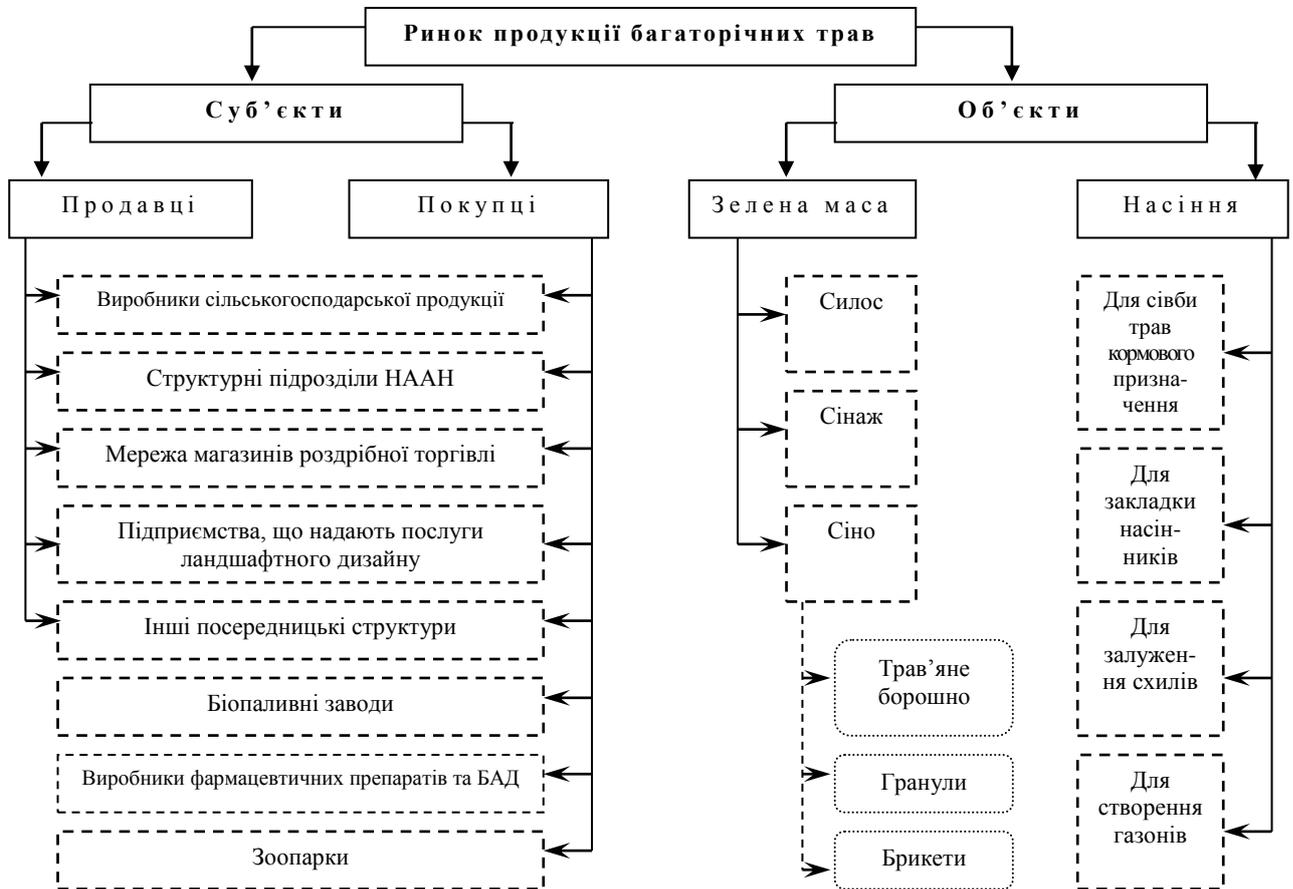 Ринок продукції багаторічних трав
Суб’єкти
Об’єкти
Продавці
Покупці
Зелена маса
Насіння
Виробники сільськогосподарської продукції
Структурні підрозділи НААН
Мережа магазинів роздрібної торгівлі
Підприємства, що надають послуги
ландшафтного дизайну
Інші посередницькі структури
Біопаливні заводи
Виробники фармацевтичних препаратів та БАД
Зоопарки
Силос
Сінаж
Сіно
Трав’яне
борошно
Гранули
Брикети
Для сівби
трав
кормового
призна-
чення
Для
закладки
насін-
ників
Для
залужен-
ня схилів
Для
створення
газонів